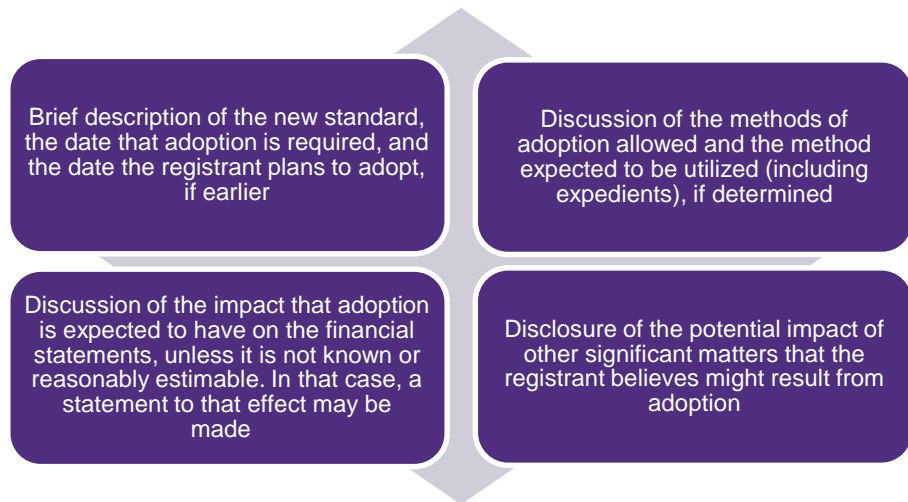 Brief description of the new standard,
the date that adoption is required, and
the date the registrant plans to adopt,
if earlier
Discussion of the methods of
adoption allowed and the method
expected to be utilized (including
expedients), if determined
Discussion of the impact that adoption
is expected to have on the financial
statements, unless it is not known or
reasonably estimable. In that case, a
statement to that effect may be
made
Disclosure of the potential impact of
other significant matters that the
registrant believes might result from
adoption